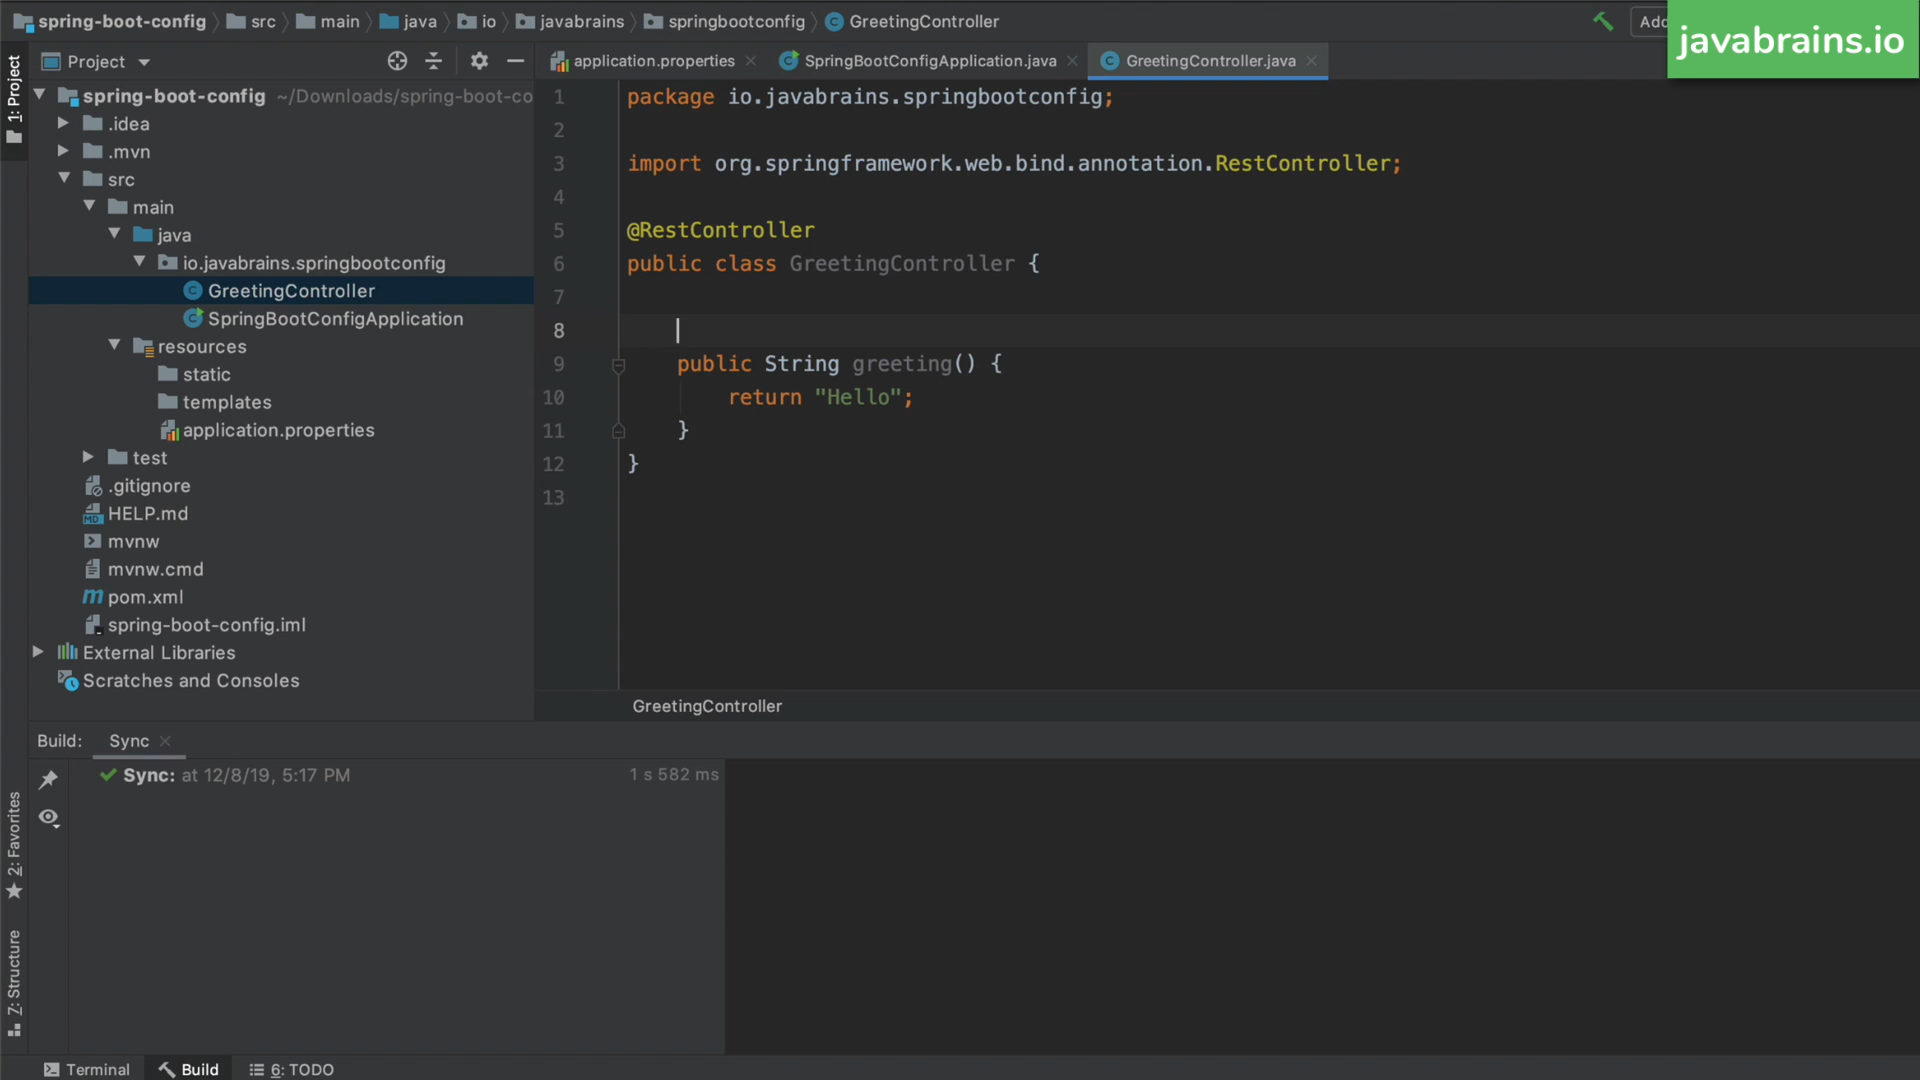 spring-boot-config src main java io javabrains springbootconfig GreetingController
javabrains.io
Project
application.properties SpringBootConfigApplication.java GreetingController.java
1: Project
spring-boot-config ~/Downloads/spring-boot-co
.idea
.mvn
src
main
java
io.javabrains.springbootconfig
GreetingController
SpringBootConfigApplication
resources
static
templates
application.properties
test
.gitignore
HELP.md
mvnw
mvnw.cmd
pom.xml
spring-boot-config.iml
External Libraries
Scratches and Consoles
1 package io.javabrains.springbootconfig;
2
3 import org.springframework.web.bind.annotation.RestController;
4
5 @RestController
6 public class GreetingController {
7
8
9 public String greeting() {
10 return "Hello";
11 }
12 }
13
GreetingController
Build: Sync
Sync: at 12/8/19, 5:17 PM 1 s 582 ms
2: Favorites
Z: Structure
Terminal Build 6: TODO